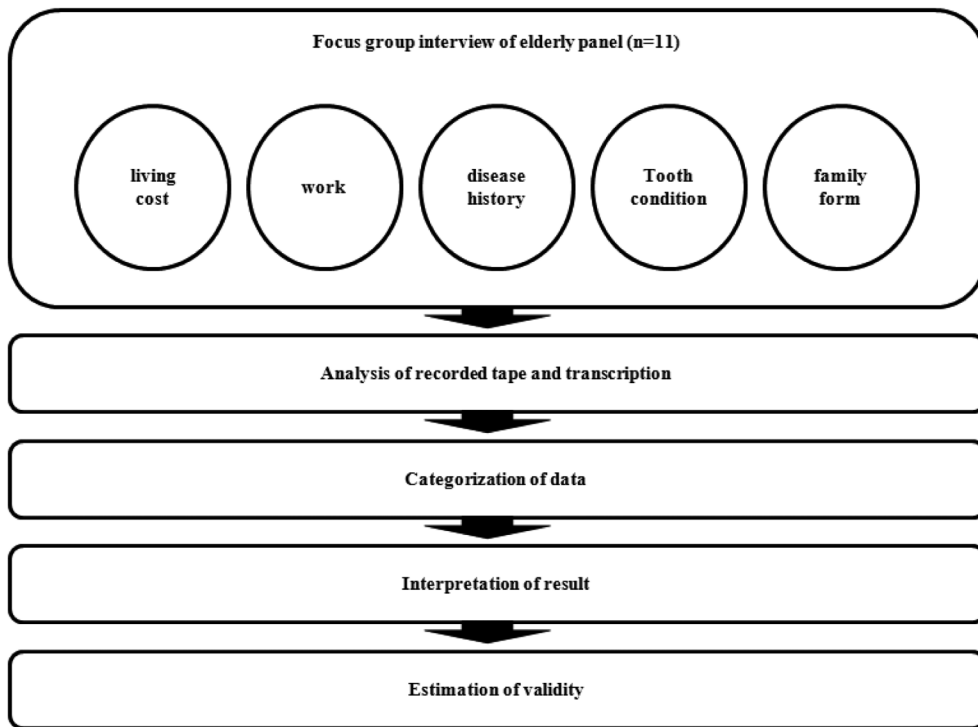 Focus group interview of elderly panel (n=11)
living
cost
work
disease
history
Tooth
condition
family
form
Analysis of recorded tape and transcription
Categorization of data
Interpretation of result
Estimation of validity